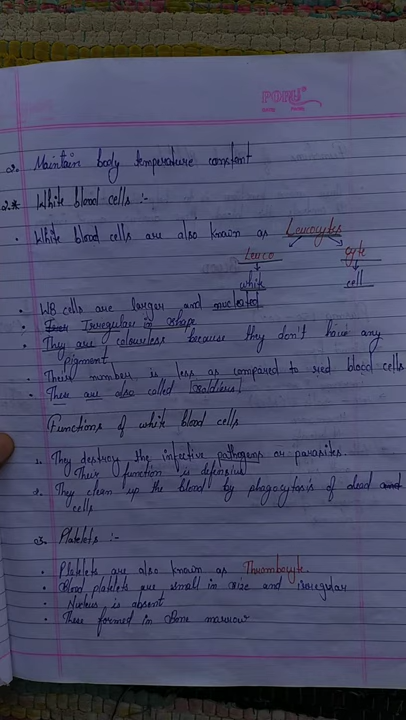 PORU
02. Maintain body temperature constant
2.* White blood cells :-
• White blood cells are also known as Leucocytes
Leuco cyte
white cell
• WB cells are larger and nucleated
• Irregular in shape
• They are colourless because they don't have any
pigment.
• Their number is less as compared to red blood cells
• These are also called soldiers!
Functions of white blood cells
1. They destroy the infective pathogens or parasites.
Their function is defensive
2. They clean up the blood by phagocytosis of dead and
cells
03. Platelets :-
• Platelets are also known as Thrombocyte.
• Blood platelets are small in size and irregular
• Nucleus is absent
• These formed in Bone marrow